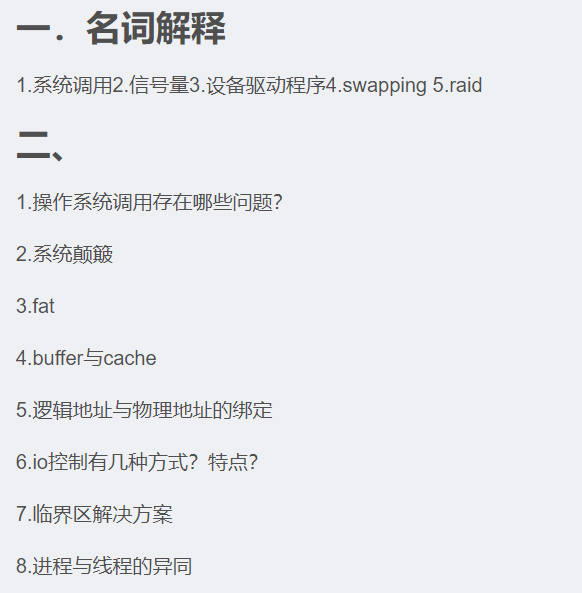 一．名词解释
1.系统调用2.信号量3.设备驱动程序4.swapping 5.raid
二、
1.操作系统调用存在哪些问题？
2.系统颠簸
3.fat
4.buffer与cache
5.逻辑地址与物理地址的绑定
6.io控制有几种方式？特点？
7.临界区解决方案
8.进程与线程的异同